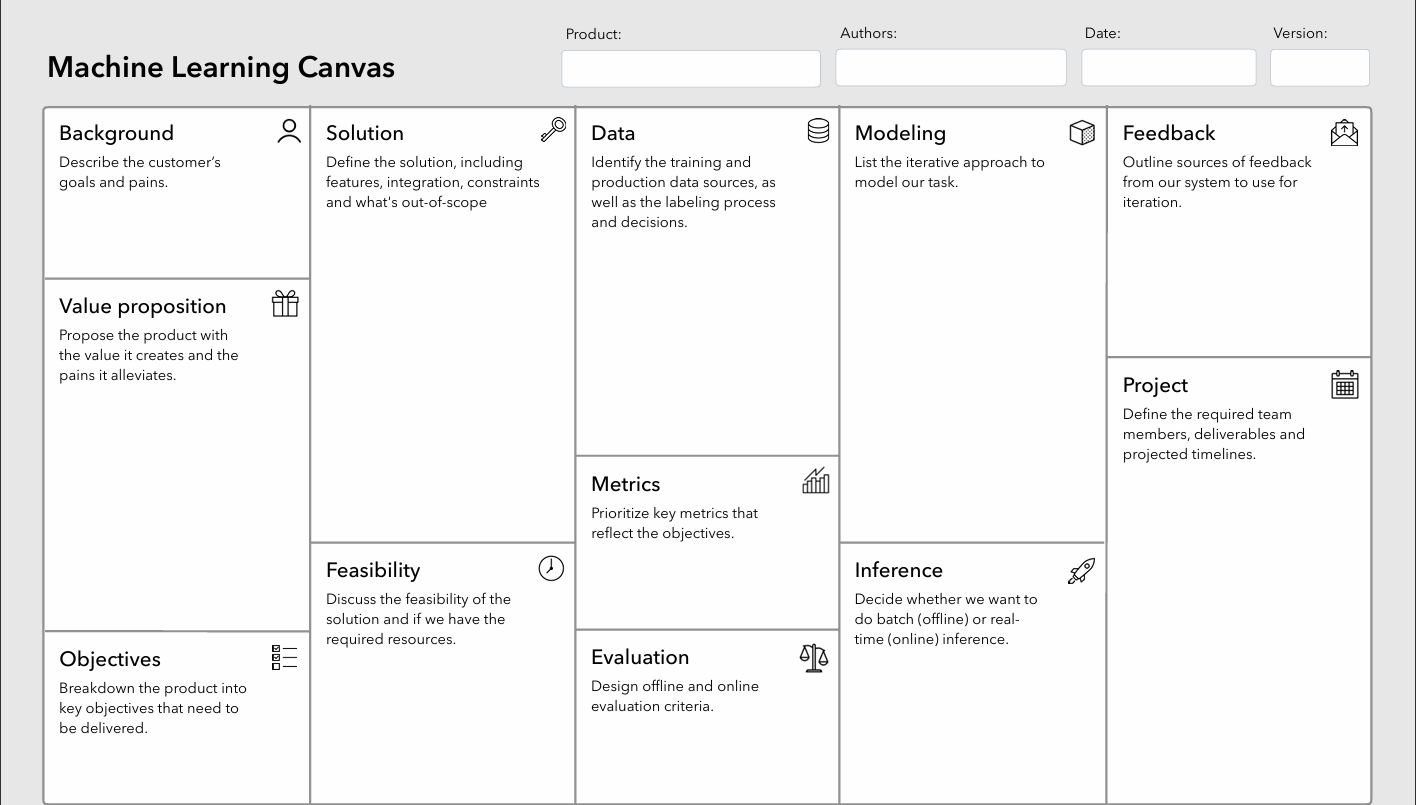 Machine Learning Canvas
Product:
Authors:
Date:
Version:
Background
Describe the customer's
goals and pains.
Value proposition
Propose the product with
the value it creates and the
pains it alleviates.
Objectives
Breakdown the product into
key objectives that need to
be delivered.
Solution
Define the solution, including
features, integration, constraints
and what's out-of-scope
Feasibility
Discuss the feasibility of the
solution and if we have the
required resources.
Data
Identify the training and
production data sources, as
well as the labeling process
and decisions.
Metrics
Prioritize key metrics that
reflect the objectives.
Evaluation
Design offline and online
evaluation criteria.
Modeling
List the iterative approach to
model our task.
Inference
Decide whether we want to
do batch (offline) or real-
time (online) inference.
Feedback
Outline sources of feedback
from our system to use for
iteration.
Project
Define the required team
members, deliverables and
projected timelines.